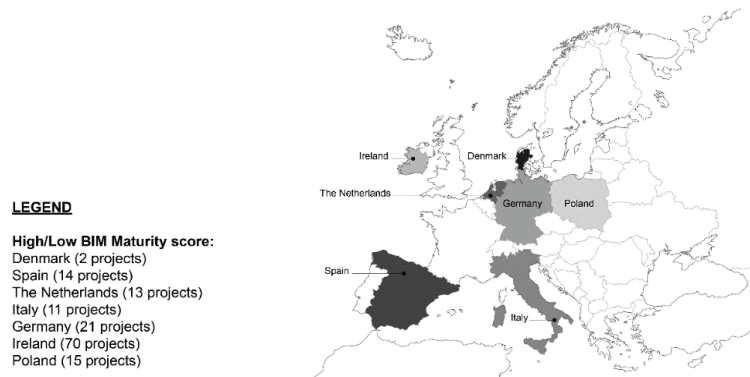 LEGEND
High/Low BIM Maturity score:
Denmark (2 projects)
Spain (14 projects)
The Netherlands (13 projects)
Italy (11 projects)
Germany (21 projects)
Ireland (70 projects)
Poland (15 projects)
Ireland
Denmark
The Netherlands
Germany
Poland
Spain
Italy